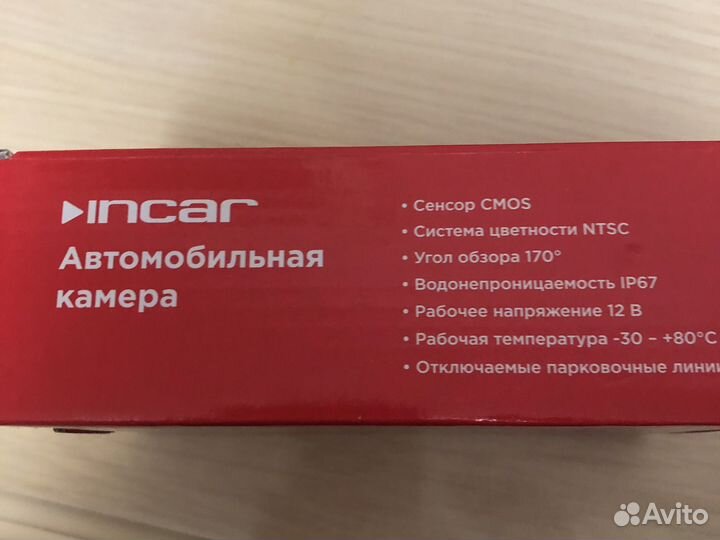 incar
Автомобильная
камера
• Сенсор CMOS
• Система цветности NTSC
• Угол обзора 170°
• Водонепроницаемость IP67
• Рабочее напряжение 12 В
• Рабочая температура -30 – +80°C
• Отключаемые парковочные линии
Avito